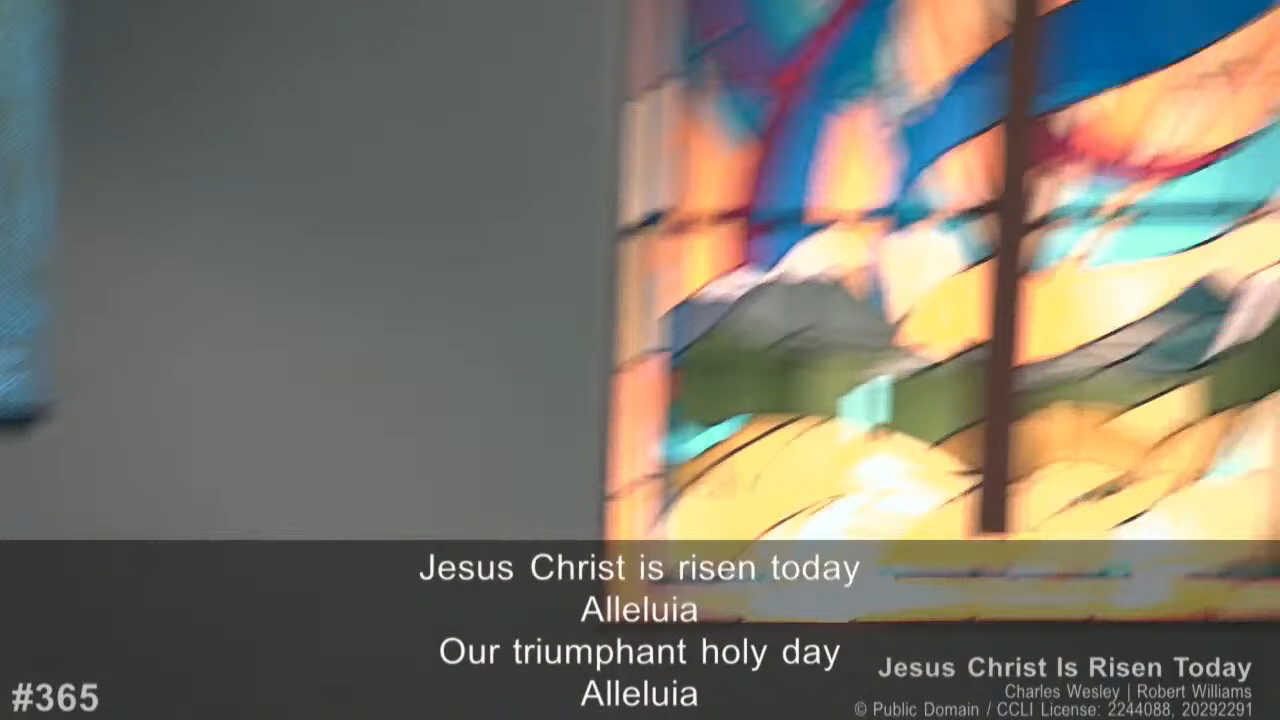 Jesus Christ is risen today
Alleluia
Our triumphant holy day
Alleluia
#365
Jesus Christ Is Risen Today
Charles Wesley | Robert Williams
© Public Domain / CCLI License: 2244088, 20292291